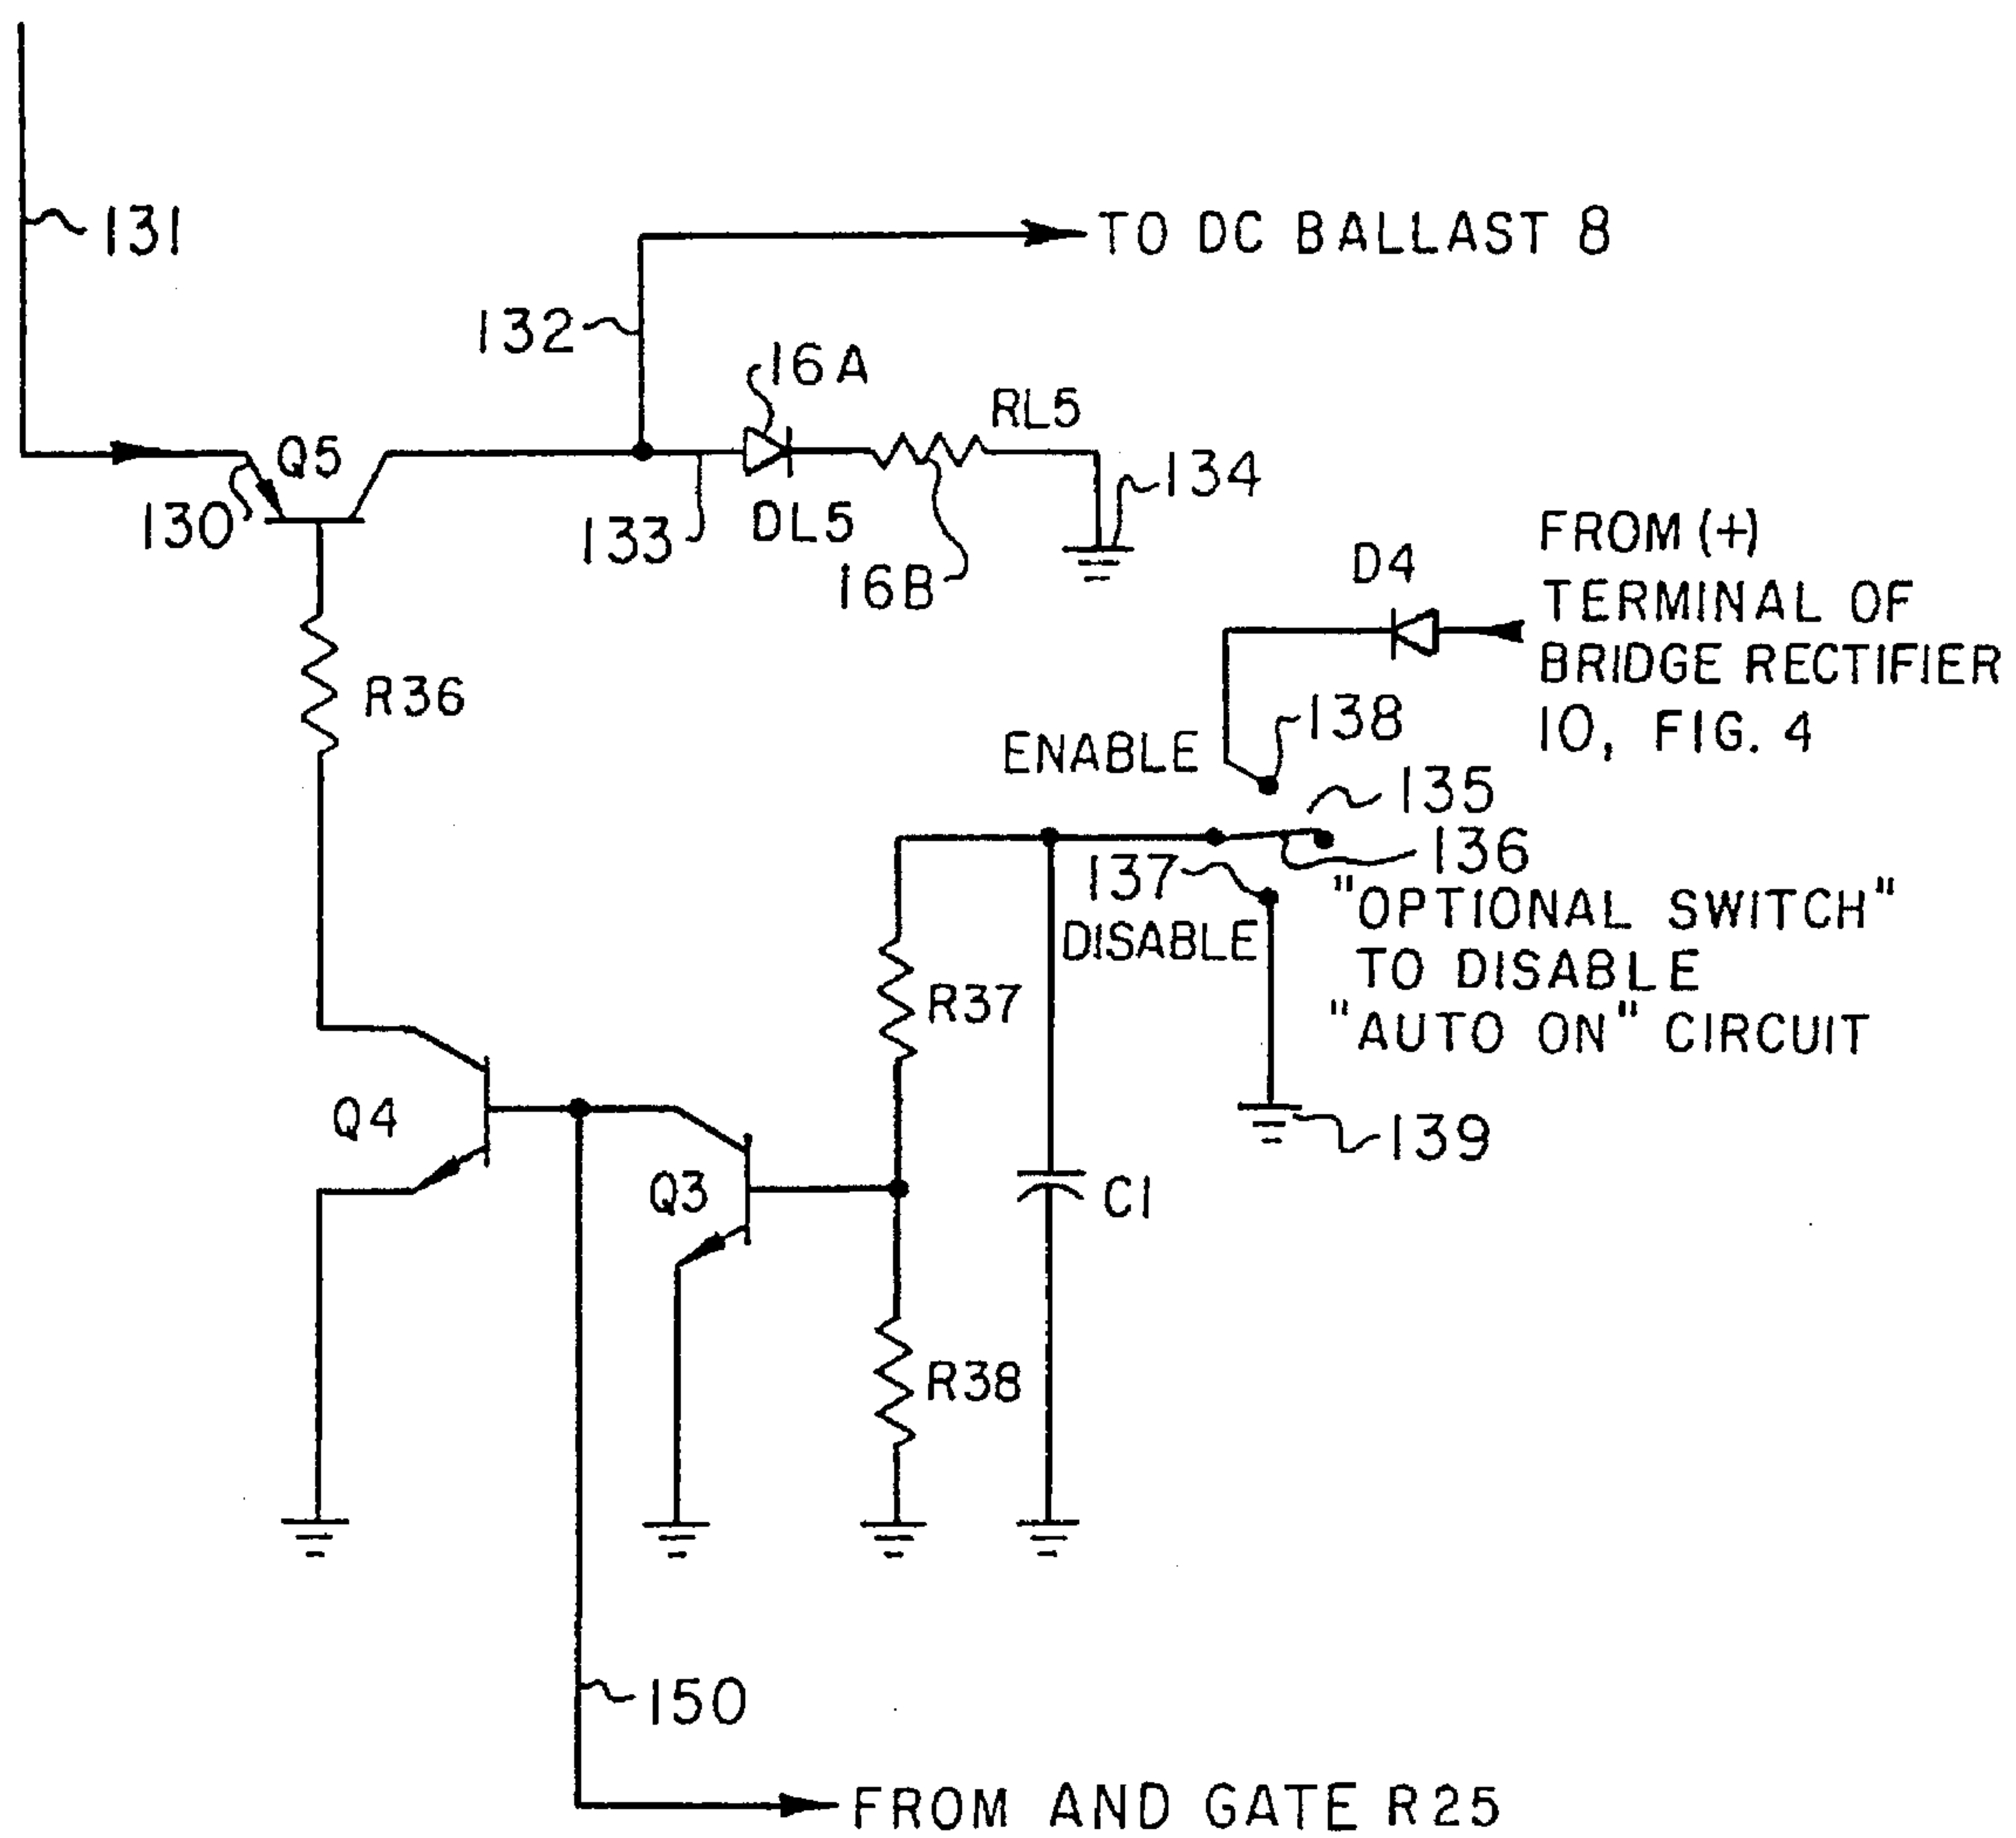 131
TO DC BALLAST 8
132
16A
RL5
Q5
130
133
DL5
134
16B
D4
FROM (+)
TERMINAL OF
BRIDGE RECTIFIER
10, FIG. 4
R36
138
ENABLE
135
136
137
DISABLE
"OPTIONAL SWITCH"
TO DISABLE
"AUTO ON" CIRCUIT
R37
Q4
139
Q3
C1
R38
150
FROM AND GATE R25